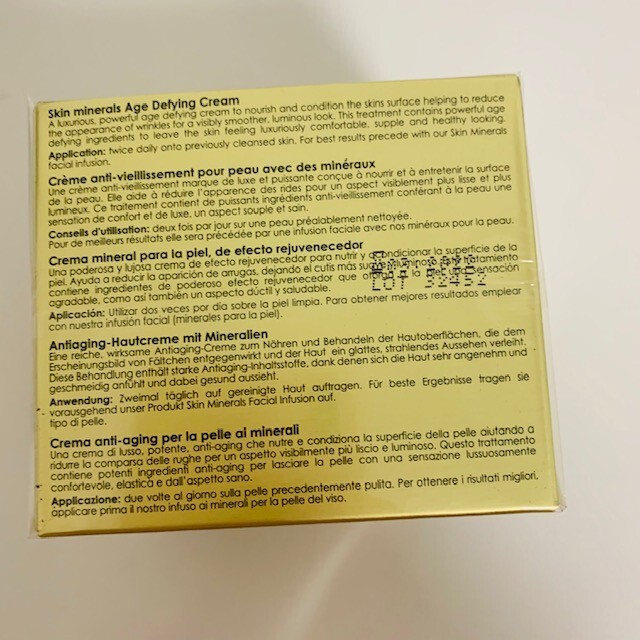 Skin minerals Age Defying Cream
A luxurious, powerful age defying cream to nourish and condition the skins surface helping to reduce
the appearance of wrinkles for a visibly smoother, luminous look. This treatment contains powerful age
defying ingredients to leave the skin feeling luxuriously comfortable, supple and healthy looking.
Application: twice daily onto previously cleansed skin. For best results precede with our Skin Minerals
facial infusion.
Crème anti-vieillissement pour peau avec des minéraux
Une crème anti-vieillissement marque de luxe et puissante conçue à nourrir et à entretenir la surface
de la peau. Elle aide à réduire l'apparence des rides pour un aspect visiblement plus lisse et plus
lumineux. Ce traitement contient de puissants ingrédients anti-vieillissement conférant à la peau une
sensation de confort et de luxe, un aspect souple et sain.
Conseils d'utilisation: deux fois par jour sur une peau préalablement nettoyée.
Pour de meilleurs résultats elle sera précédée par une infusion faciale avec nos minéraux pour la peau.
Crema mineral para la piel, de efecto rejuvenecedor
Una poderosa y lujosa crema de efecto rejuvenecedor para nutrir y condicionar la superficie de la
piel. Ayuda a reducir la aparición de arrugas, dejando el cutis más tratamiento
contiene ingredientes de poderoso efecto rejuvenecedor que sensación
agradable, como así también un aspecto dúctil y saludable.
LOT 52452
Aplicación: Utilizar dos veces por día sobre la piel limpia. Para obtener mejores resultados emplear
con nuestra infusión facial (minerales para la piel).
Antiaging-Hautcreme mit Mineralien
Eine reiche, wirksame Antiaging-Creme zum Nähren und Behandeln der Hautoberflächen, die dem
Erscheinungsbild von Fältchen entgegenwirkt und der Haut ein glattes, strahlendes Aussehen verleiht.
Diese Behandlung enthält starke Antiaging-Inhaltsstoffe, dank denen sich die Haut sehr angenehm und
geschmeidig anfühlt und dabei gesund aussieht.
Anwendung: Zweimal täglich auf gereinigte Haut auftragen. Für beste Ergebnisse tragen sie
vorausgehend unser Produkt Skin Minerals Facial Infusion auf.
tipo di pelle.
Crema anti-aging per la pelle ai minerali
Una crema di lusso, potente, anti-aging che nutre e condiziona la superficie della pelle aiutando a
ridurre la comparsa delle rughe per un aspetto visibilmente più liscio e luminoso. Questo trattamento
contiene potenti ingredienti anti-aging per lasciare la pelle con una sensazione lussuosamente
confortevole, elastica e dall'aspetto sano.
Applicazione: due volte al giorno sulla pelle precedentemente pulita. Per ottenere i risultati migliori,
applicare prima il nostro infuso ai minerali per la pelle del viso.